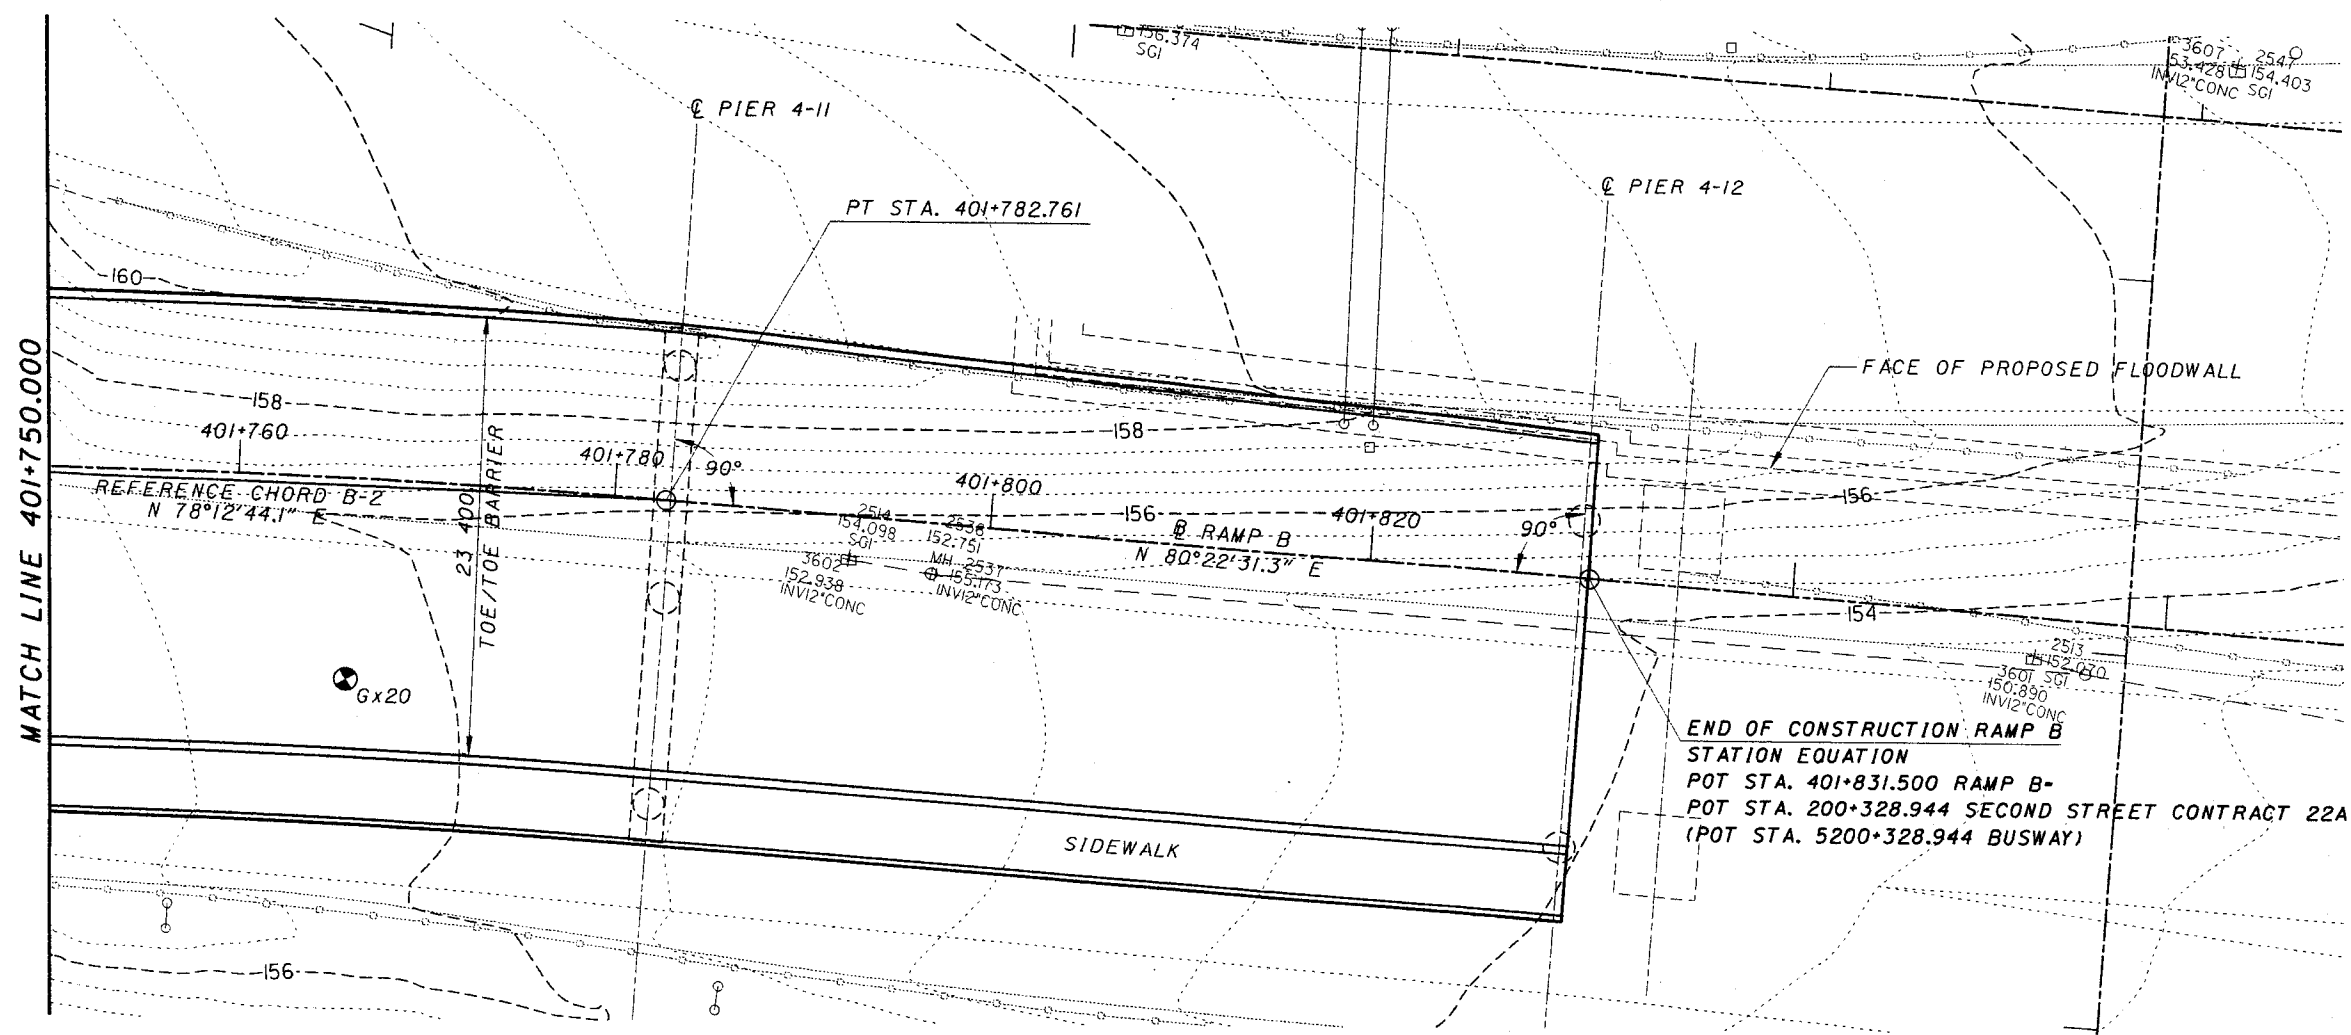 156.374
SGI
3607 2547
53.428 154.403
INV12"CONC SGI
℄ PIER 4-11
℄ PIER 4-12
PT STA. 401+782.761
160
MATCH LINE 401+750.000
158
401+760
TOE/TOE BARRIER
23 400
401+780
90°
REFERENCE CHORD B-2
N 78°12'44.1" E
158
FACE OF PROPOSED FLOODWALL
401+800
156
401+820
156
90°
RAMP B
N 80°22'31.3" E
2514
154.098
SGI
3602
152.938
INV12"CONC
2538
152.751
MH 2537
155.173
INV12"CONC
154
Gx20
2513
152.070
3601 SGI
150.890
INV12"CONC
END OF CONSTRUCTION RAMP B
STATION EQUATION
POT STA. 401+831.500 RAMP B=
POT STA. 200+328.944 SECOND STREET CONTRACT 22A
(POT STA. 5200+328.944 BUSWAY)
SIDEWALK
156